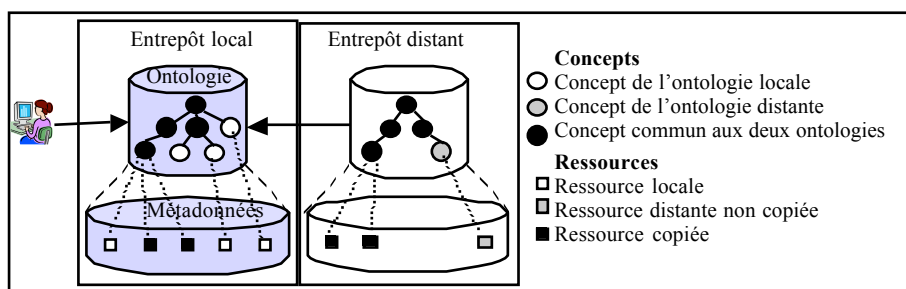 Entrepôt local
Entrepôt distant
Ontologie
Métadonnées
Concepts
Concept de l'ontologie locale
Concept de l'ontologie distante
Concept commun aux deux ontologies
Ressources
Ressource locale
Ressource distante non copiée
Ressource copiée